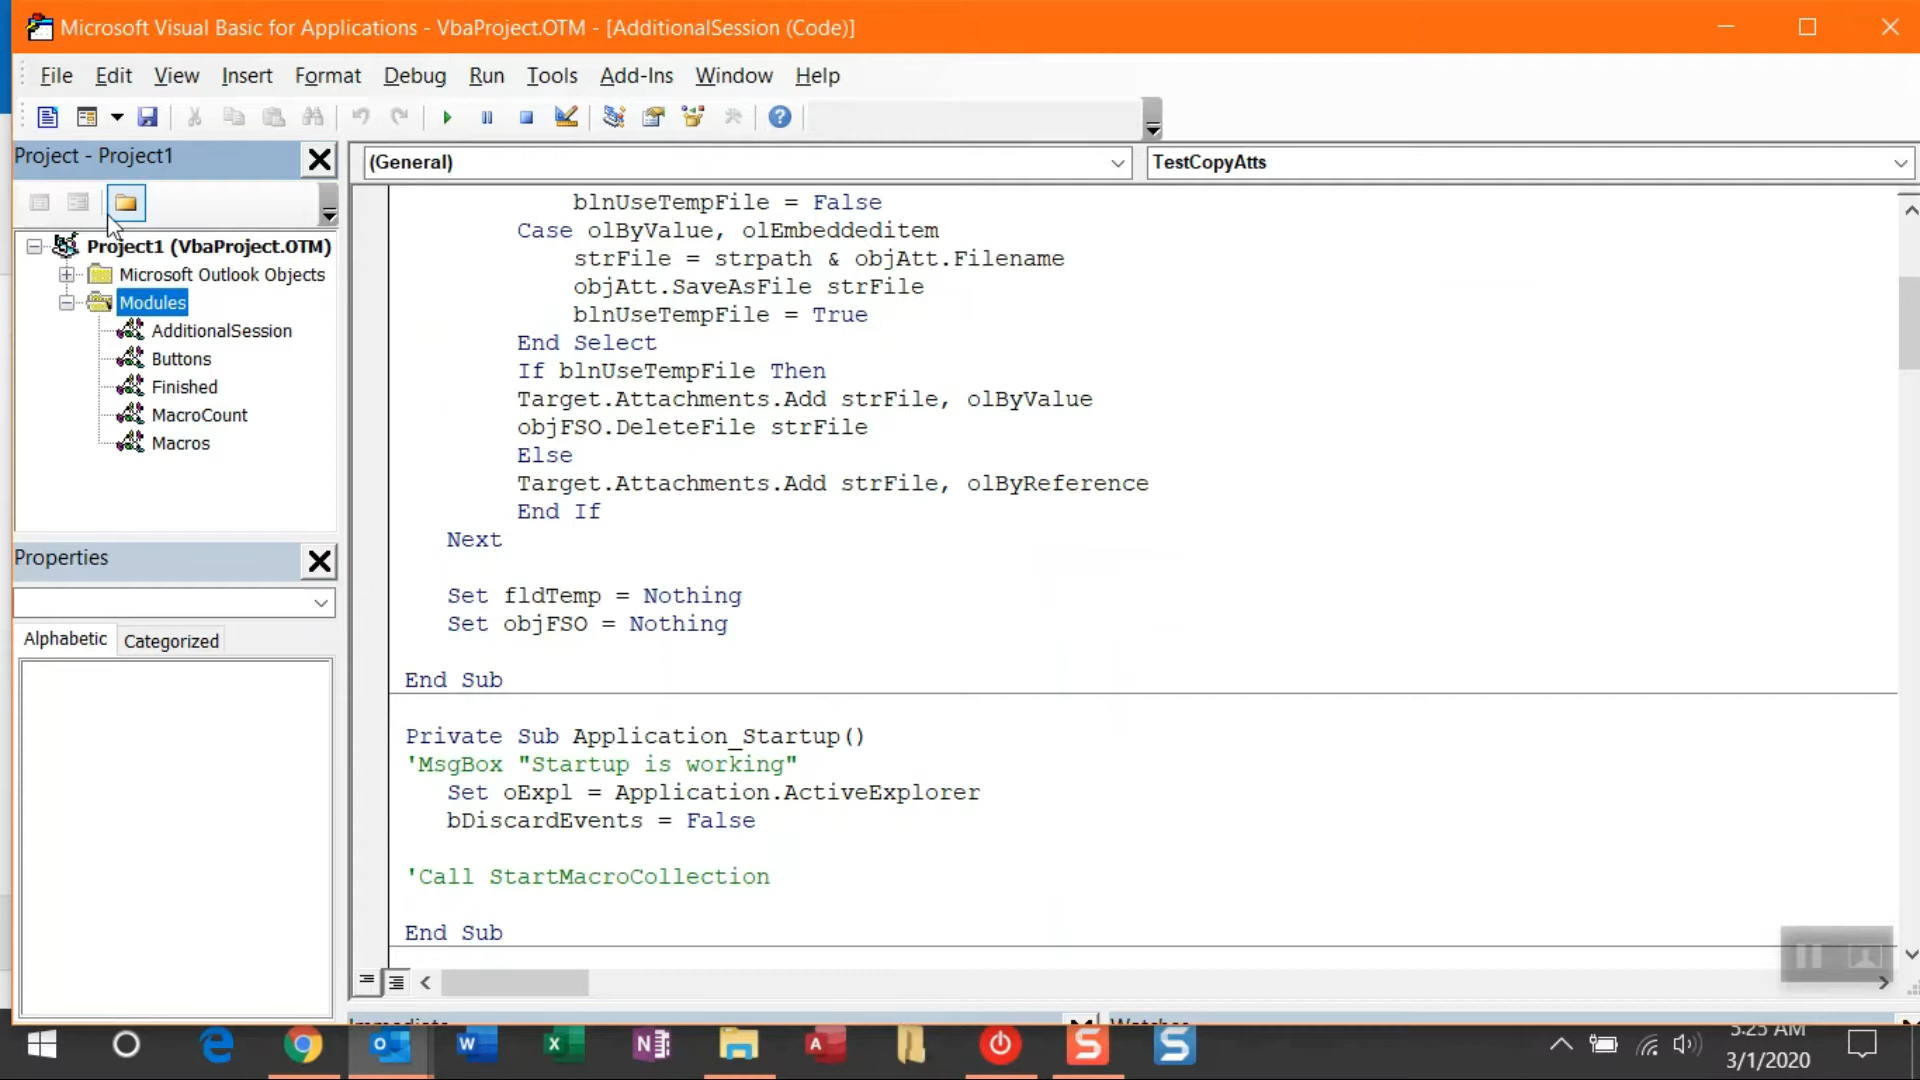 Microsoft Visual Basic for Applications - VbaProject.OTM - [AdditionalSession (Code)]
File Edit View Insert Format Debug Run Tools Add-Ins Window Help
Project - Project1
(General)
TestCopyAtts
Project1 (VbaProject.OTM)
Microsoft Outlook Objects
Modules
AdditionalSession
Buttons
Finished
MacroCount
Macros
Properties
Alphabetic
Categorized
blnUseTempFile = False
Case olByValue, olEmbeddeditem
strFile = strpath & objAtt.Filename
objAtt.SaveAsFile strFile
blnUseTempFile = True
End Select
If blnUseTempFile Then
Target.Attachments.Add strFile, olByValue
objFSO.DeleteFile strFile
Else
Target.Attachments.Add strFile, olByReference
End If
Next
Set fldTemp = Nothing
Set objFSO = Nothing
End Sub
Private Sub Application_Startup()
'MsgBox "Startup is working"
Set oExpl = Application.ActiveExplorer
bDiscardEvents = False
'Call StartMacroCollection
End Sub
5:25 AM
3/1/2020